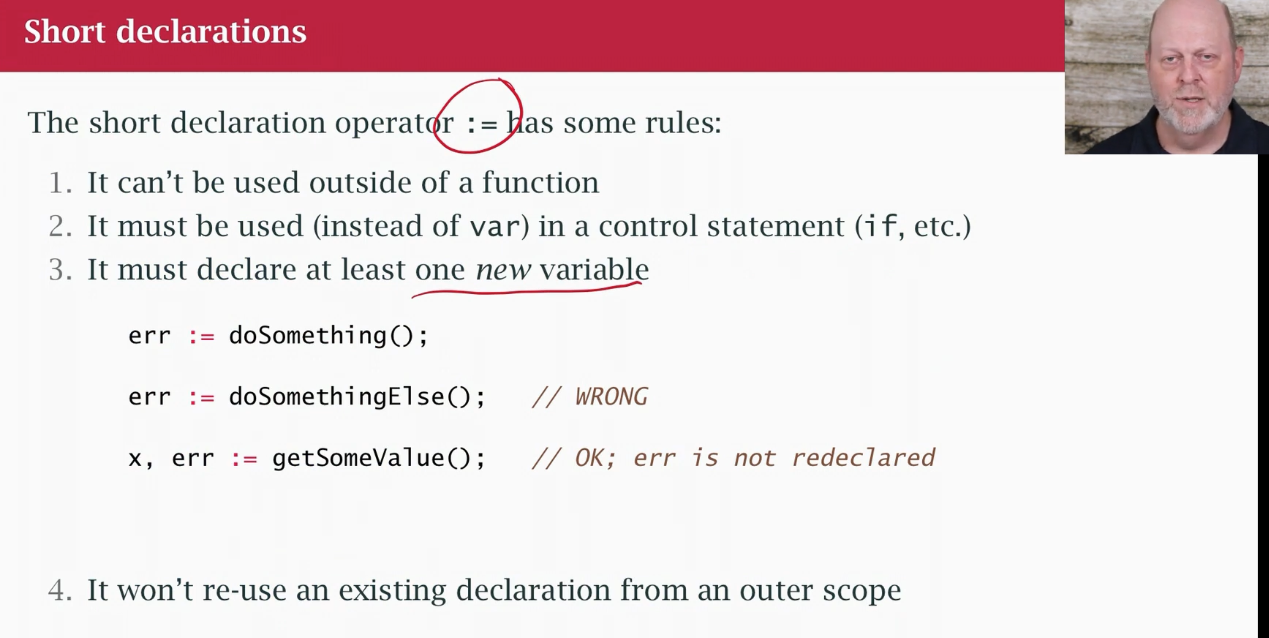 Short declarations
The short declaration operator := has some rules:
1. It can’t be used outside of a function
2. It must be used (instead of var) in a control statement (if, etc.)
3. It must declare at least one new variable
err := doSomething();
err := doSomethingElse();   // WRONG
x, err := getSomeValue();   // OK; err is not redeclared
4. It won’t re-use an existing declaration from an outer scope